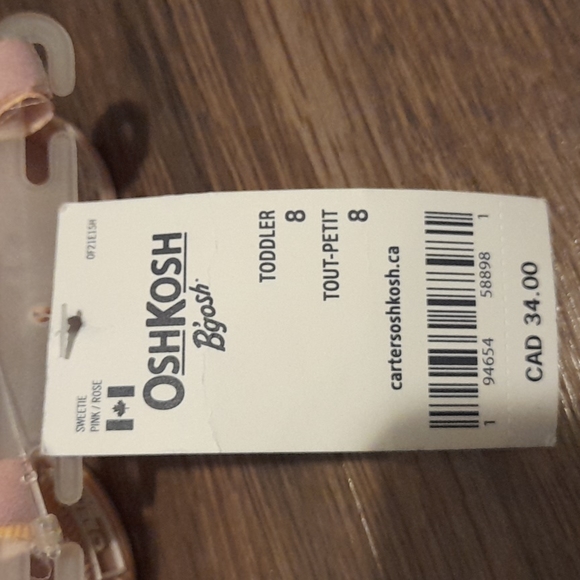 OF21E15H
SWEETIE
PINK / ROSE
OSHKOSH
B'gosh
TODDLER
8
TOUT-PETIT
8
cartersoshkosh.ca
1 94654 58898 1
CAD 34.00